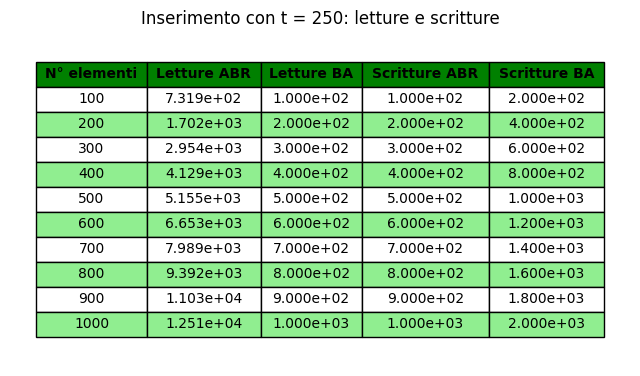 Inserimento con t = 250: letture e scritture
N° elementi Letture ABR Letture BA Scritture ABR Scritture BA
100 7.319e+02 1.000e+02 1.000e+02 2.000e+02
200 1.702e+03 2.000e+02 2.000e+02 4.000e+02
300 2.954e+03 3.000e+02 3.000e+02 6.000e+02
400 4.129e+03 4.000e+02 4.000e+02 8.000e+02
500 5.155e+03 5.000e+02 5.000e+02 1.000e+03
600 6.653e+03 6.000e+02 6.000e+02 1.200e+03
700 7.989e+03 7.000e+02 7.000e+02 1.400e+03
800 9.392e+03 8.000e+02 8.000e+02 1.600e+03
900 1.103e+04 9.000e+02 9.000e+02 1.800e+03
1000 1.251e+04 1.000e+03 1.000e+03 2.000e+03